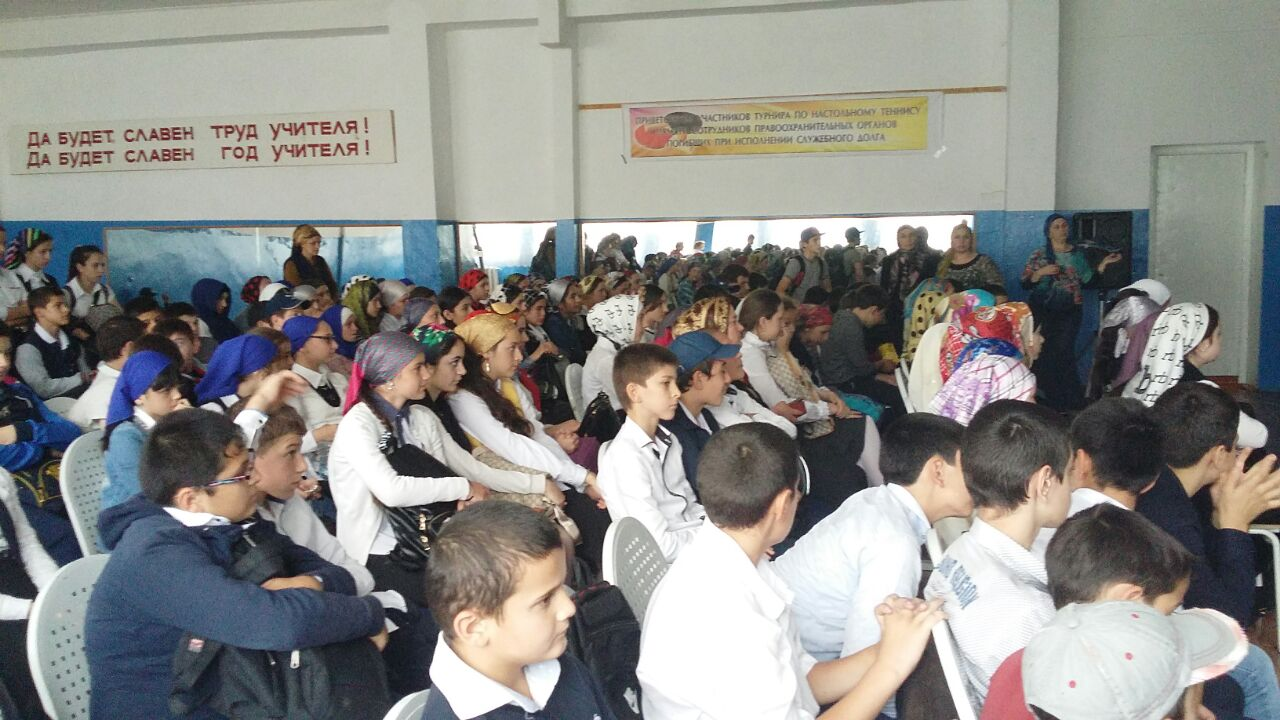 ДА БУДЕТ СЛАВЕН ТРУД УЧИТЕЛЯ!
ДА БУДЕТ СЛАВЕН ГОД УЧИТЕЛЯ!
УЧАСТНИКОВ ТУРНИРА ПО НАСТОЛЬНОМУ ТЕННИСУ
СОТРУДНИКОВ ПРАВООХРАНИТЕЛЬНЫХ ОРГАНОВ
ПОГИБШИХ ПРИ ИСПОЛНЕНИИ СЛУЖЕБНОГО ДОЛГА